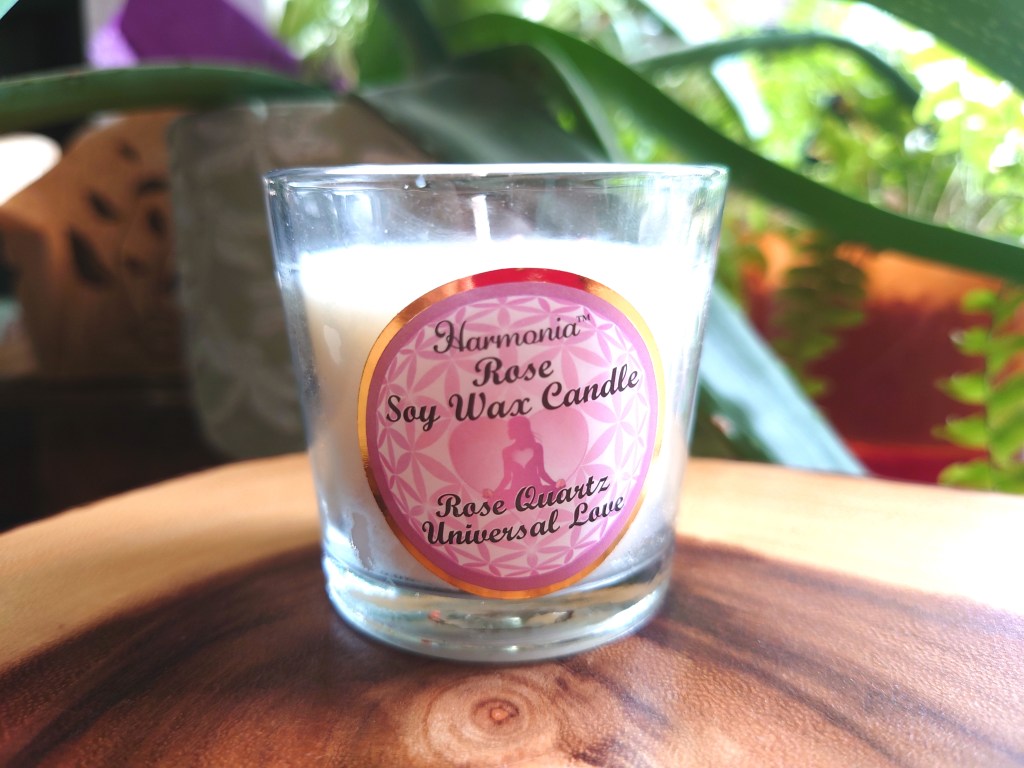 Harmonia™
Rose
Soy Wax Candle
Rose Quartz
Universal Love